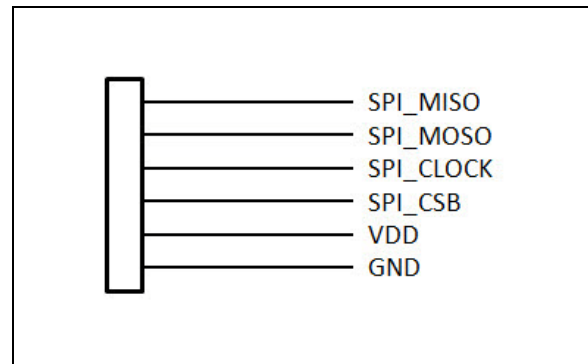 SPI_MISO
SPI_MOSO
SPI_CLOCK
SPI_CSB
VDD
GND